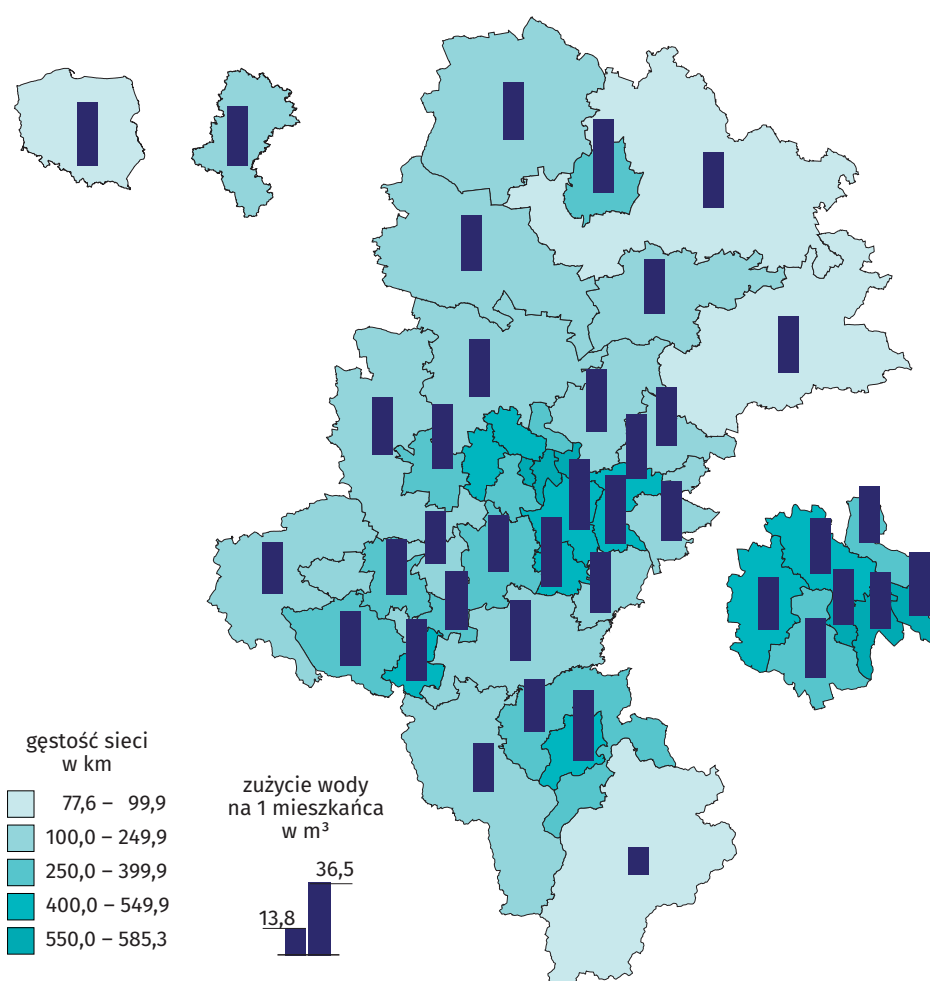 gęstość sieci
w km
77,6 – 99,9
100,0 – 249,9
250,0 – 399,9
400,0 – 549,9
550,0 – 585,3
zużycie wody
na 1 mieszkańca
w m³
36,5
13,8